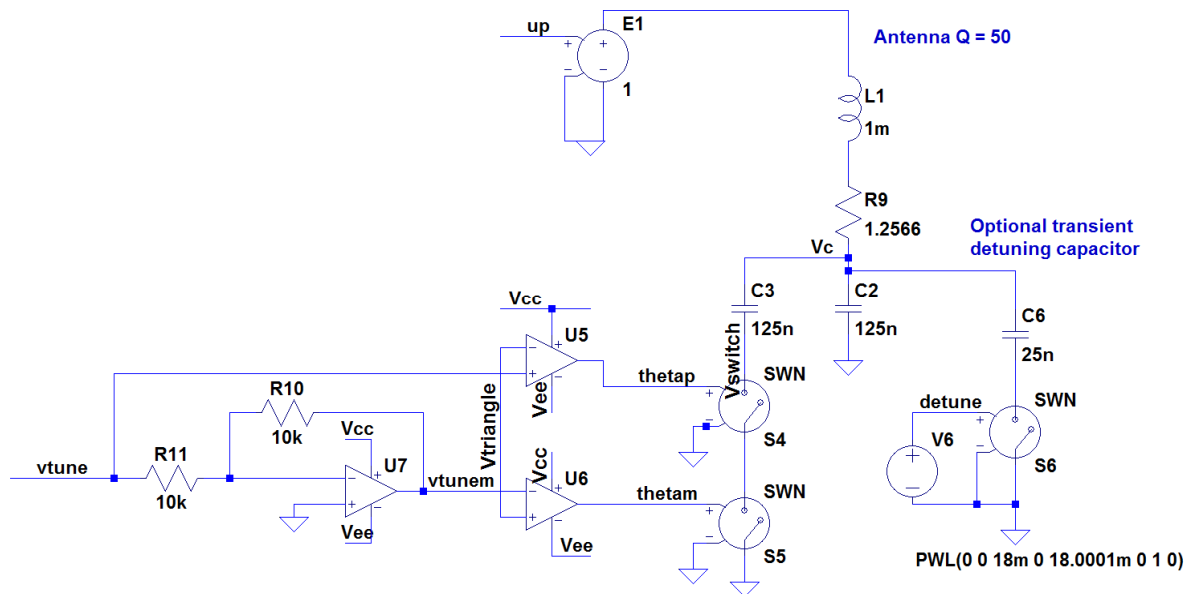 up
E1
Antenna Q = 50
+
+
−
−
1
L1
1m
R9
1.2566
Optional transient
detuning capacitor
Vc
C3
C2
125n
125n
C6
25n
Vcc
U5
−
+
+
−
Vee
thetap
Vswitch
SWN
+
−
S4
R10
10k
Vtriangle
detune
SWN
+
−
S6
V6
+
−
Vcc
R11
vtune
10k
U7
−
+
+
−
vtunem
Vee
Vcc
U6
−
+
+
−
Vee
thetam
SWN
+
−
S5
PWL(0 0 18m 0 18.0001m 0 1 0)